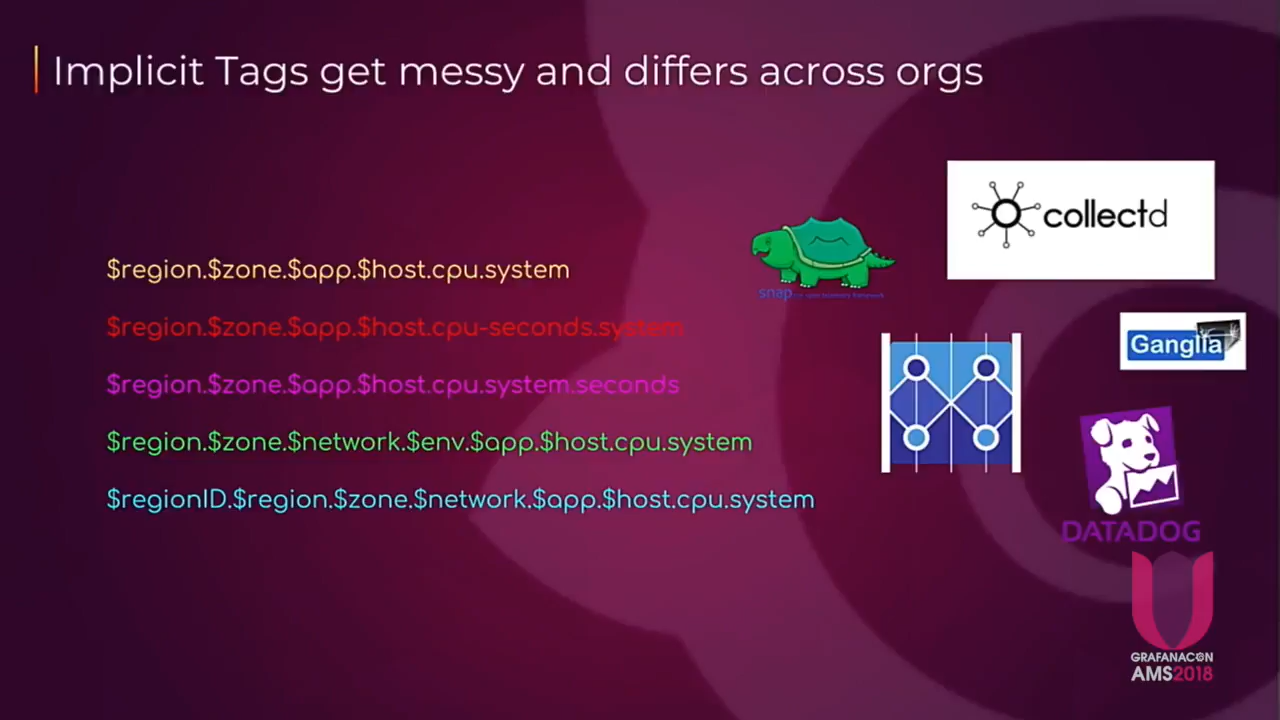 Implicit Tags get messy and differs across orgs
$region.$zone.$app.$host.cpu.system
$region.$zone.$app.$host.cpu-seconds.system
$region.$zone.$app.$host.cpu.system.seconds
$region.$zone.$network.$env.$app.$host.cpu.system
$regionID.$region.$zone.$network.$app.$host.cpu.system
collectd
snap
Ganglia
DATADOG
GRAFANACON
AMS2018